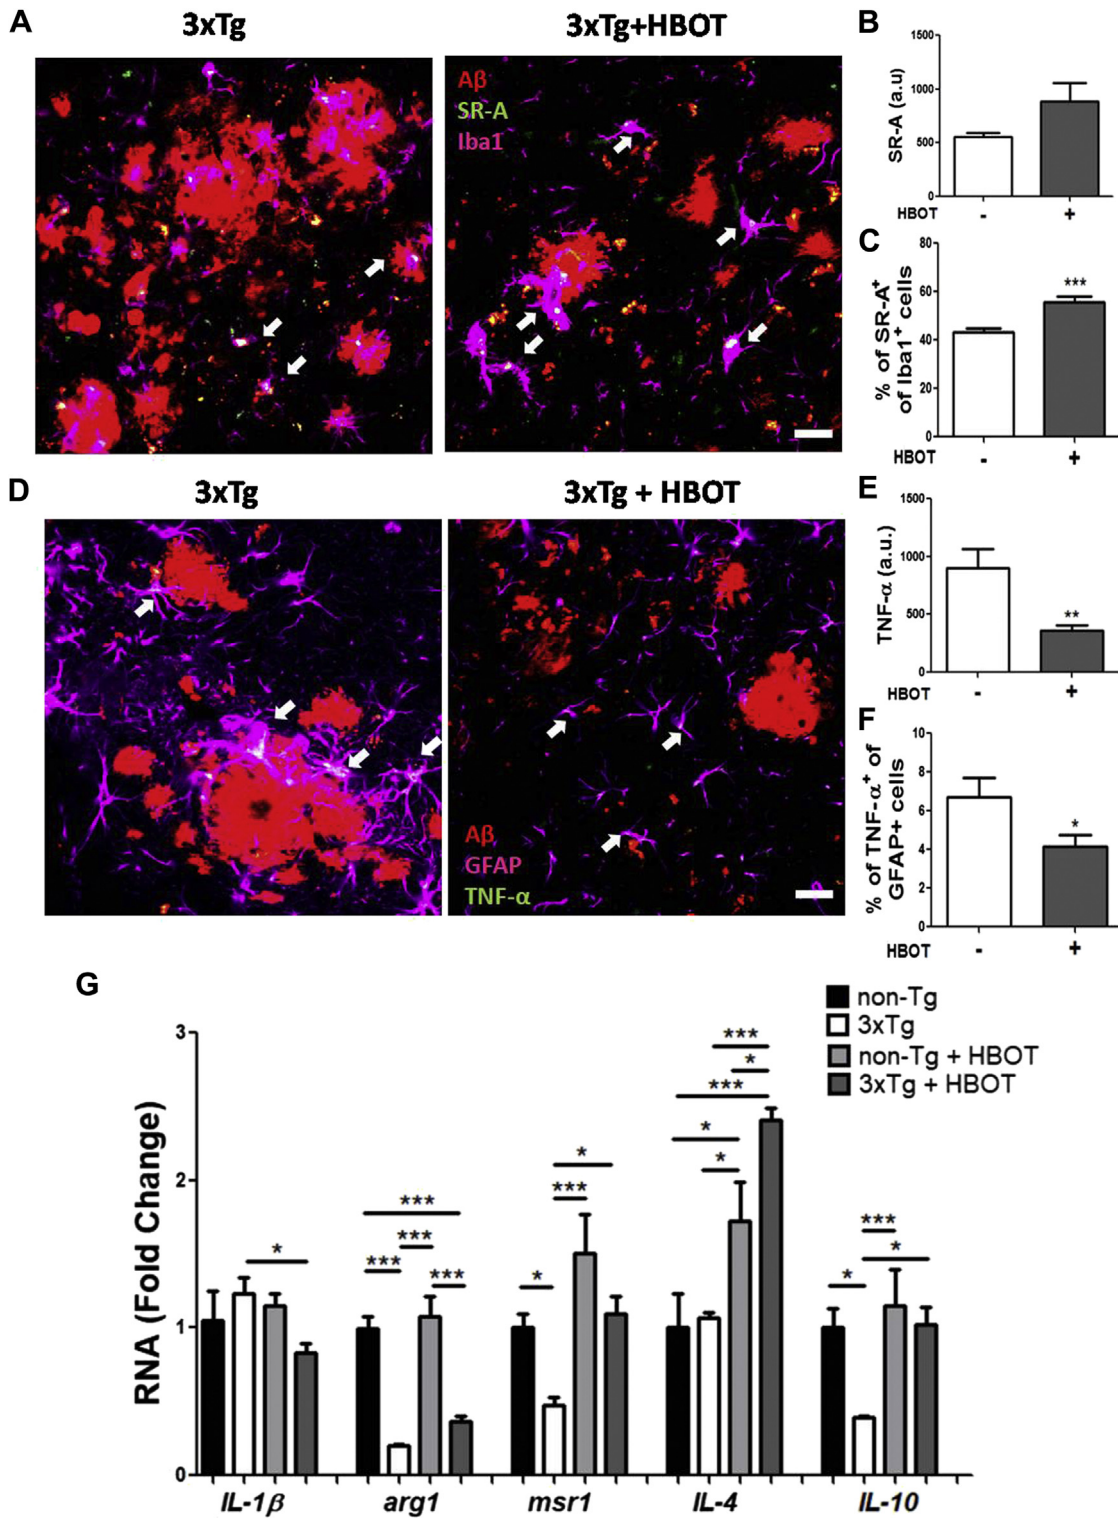 A
3xTg
3xTg+HBOT
Aβ
SR-A
Iba1
B
SR-A (a.u)
1500
1000
500
0
HBOT
-
+
C
% of SR-A⁺
of Iba1⁺ cells
80
60
40
20
0
***
HBOT
-
+
D
3xTg
3xTg + HBOT
Aβ
GFAP
TNF-α
E
TNF-α (a.u.)
1500
1000
500
0
**
HBOT
-
+
F
% of TNF-α⁺ of
GFAP+ cells
10
8
6
4
2
0
*
HBOT
-
+
G
non-Tg
3xTg
non-Tg + HBOT
3xTg + HBOT
RNA (Fold Change)
3
2
1
0
*
***
***
***
***
*
***
*
***
*
***
*
*
***
*
*
IL-1β
arg1
msr1
IL-4
IL-10